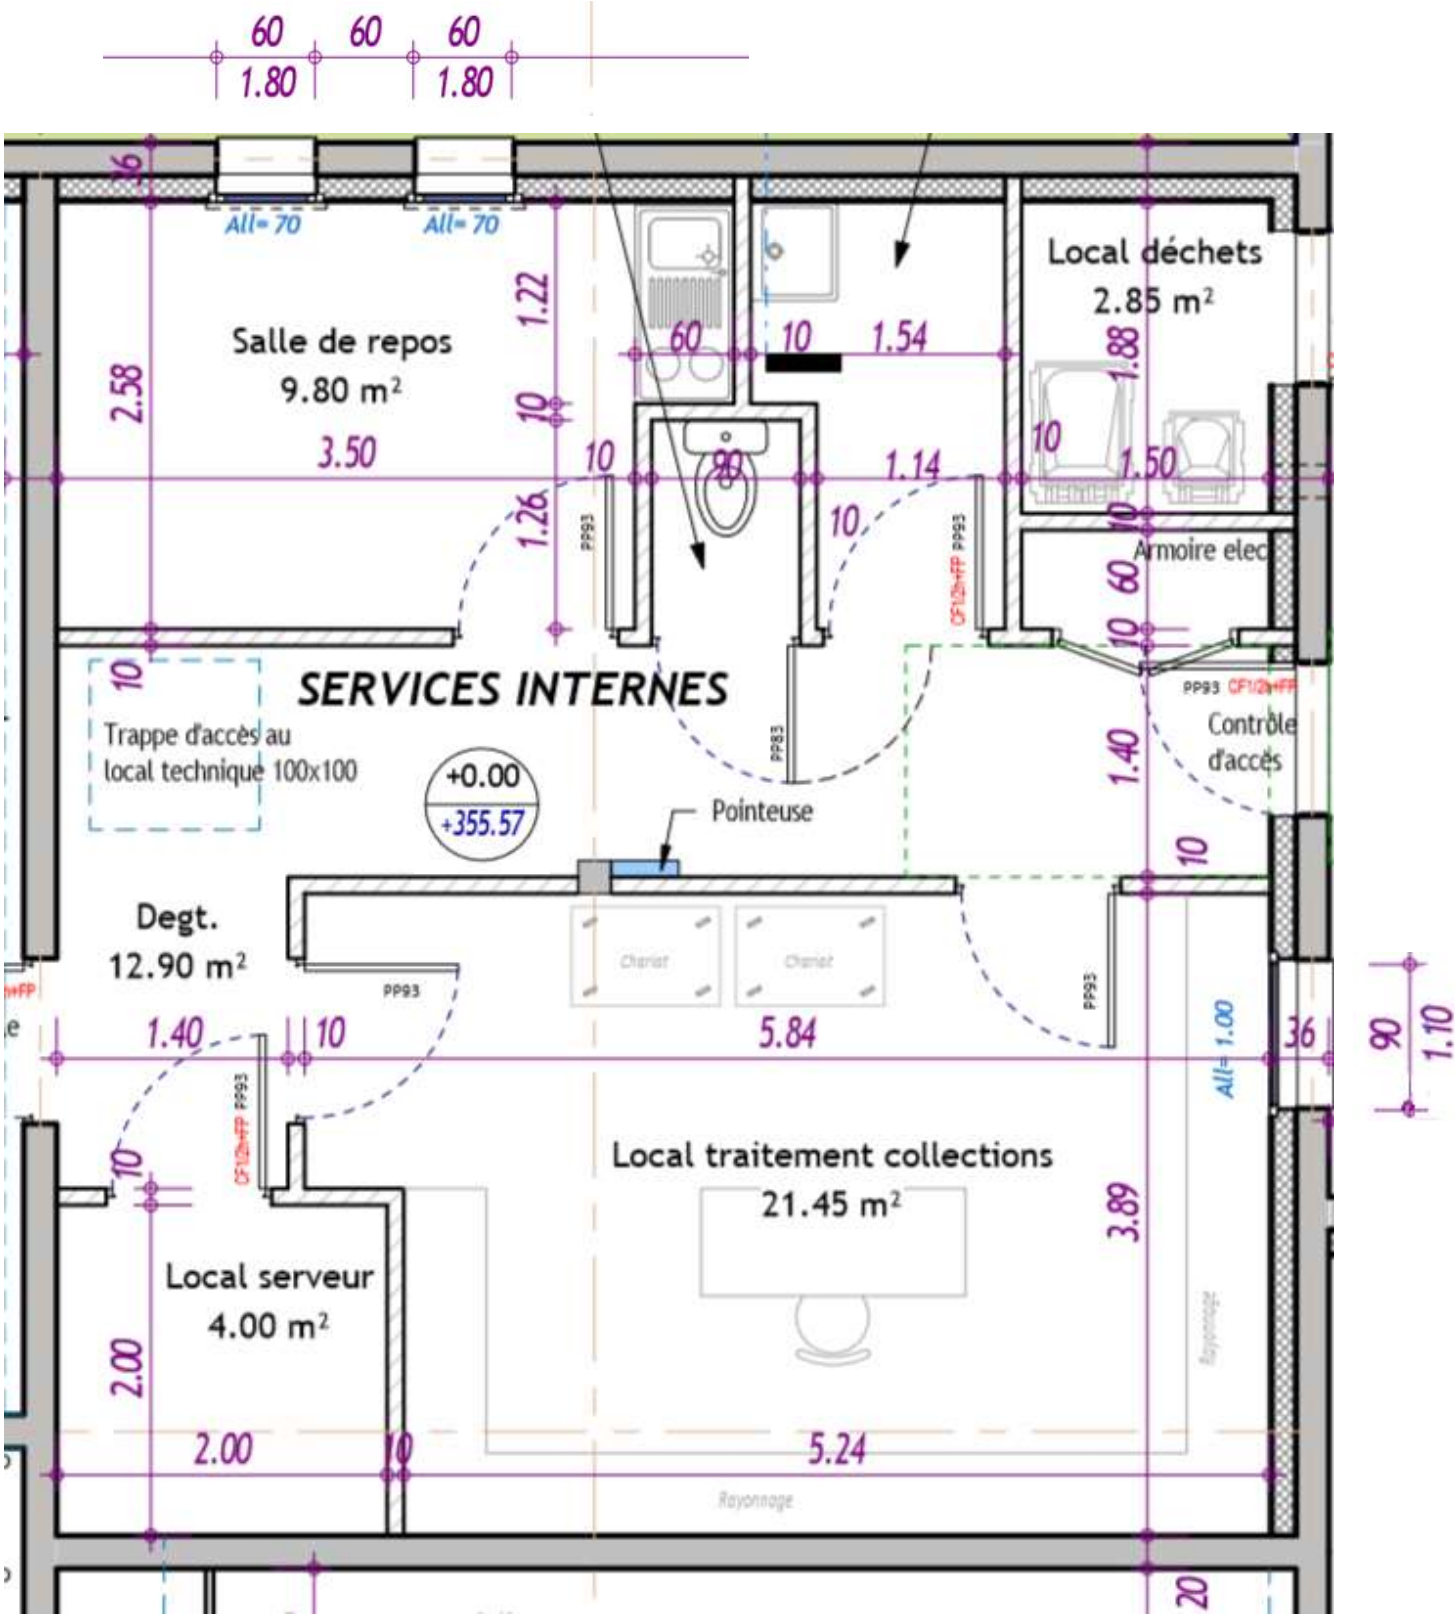 60 60 60
1.80 1.80
36
All= 70 All= 70
Local déchets
2.85 m²
1.22
Salle de repos
9.80 m²
60 10 1.54
1.88
2.58
10
3.50 10 90 1.14 10 1.50
1.26
PP93
10
CF1/2h+FP PP93
10
Armoire elec
60
10
10
SERVICES INTERNES
PP93 CF1/2h+FP
Trappe d'accès au
local technique 100x100
PP83
Contrôle
d'accès
1.40
+0.00
+355.57
Pointeuse
10
Degt.
12.90 m²
Chariot Chariot
PP93
PP93
h+FP
e
1.40 10 5.84 36
All= 1.00
90
1.10
CF1/2h+FP PP93
10
Local traitement collections
21.45 m²
3.89
Local serveur
4.00 m²
Rayonnage
2.00
2.00 10 5.24
Rayonnage
20